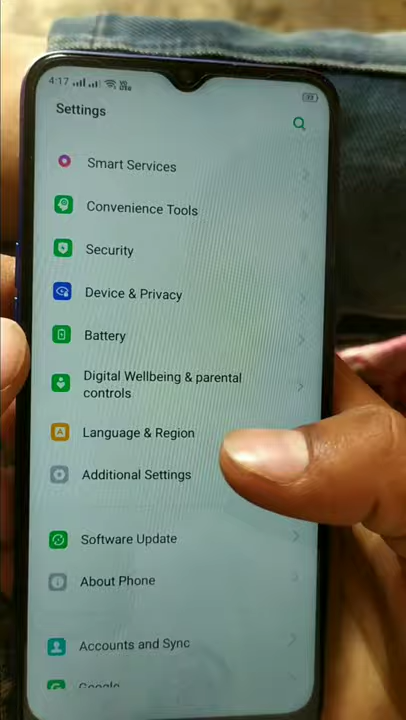 4:17
Settings
Smart Services
Convenience Tools
Security
Device & Privacy
Battery
Digital Wellbeing & parental
controls
Language & Region
A
Additional Settings
Software Update
About Phone
Accounts and Sync
Google